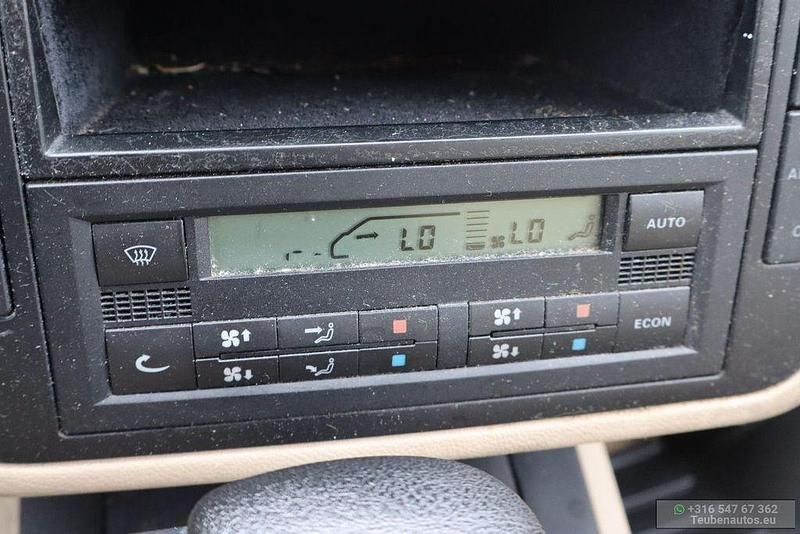 LO
LO
AUTO
ECON
+316 547 67 362
Teubenautos.eu